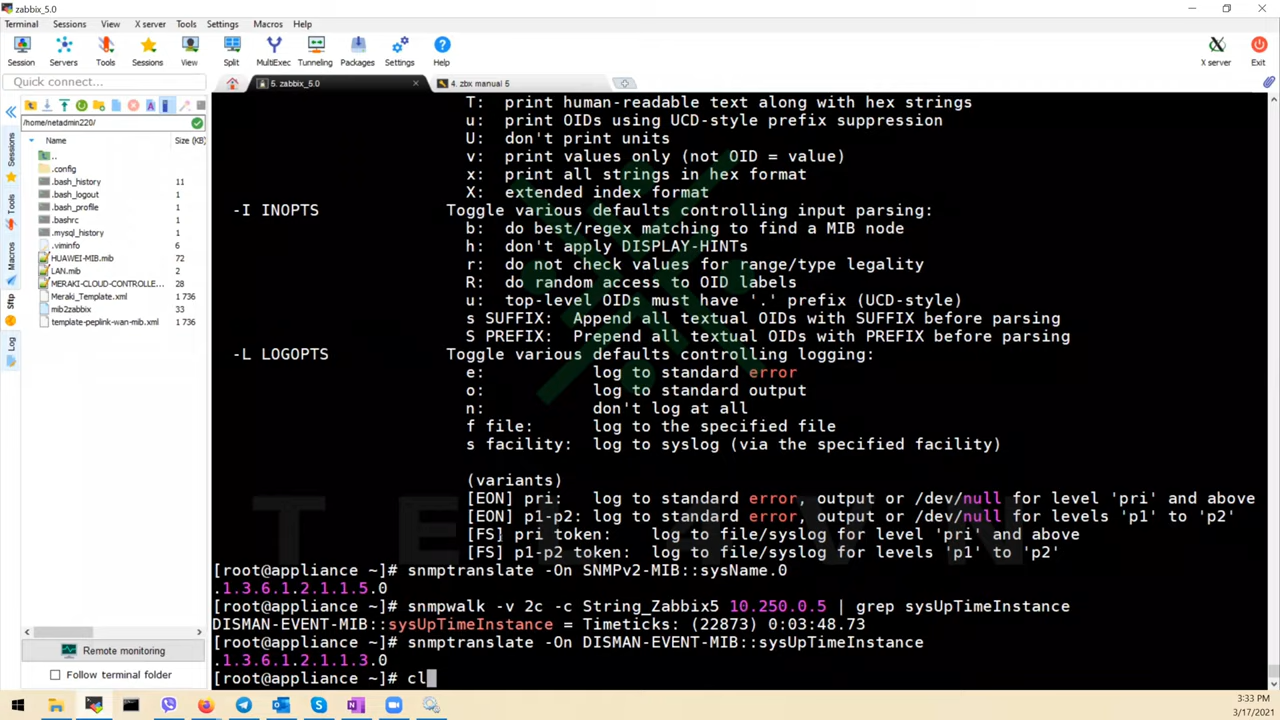 zabbix_5.0
Terminal Sessions View X server Tools Settings Macros Help
Session Servers Tools Sessions View Split MultiExec Tunneling Packages Settings Help X server Exit
Quick connect...
5. zabbix_5.0
4. zbx manual 5
/home/netadmin220/
Name Size (KB)
..
.config
.bash_history 11
.bash_logout 1
.bash_profile 1
.bashrc 1
.mysql_history 1
.viminfo 6
HUAWEI-MIB.mib 72
LAN.mib 2
MERAKI-CLOUD-CONTROLLE... 28
Meraki_Template.xml 1 736
mib2zabbix 33
template-peplink-wan-mib.xml 1 736
Sessions
Tools
Macros
Sftp
Log
Remote monitoring
Follow terminal folder
T: print human-readable text along with hex strings
u: print OIDs using UCD-style prefix suppression
U: don't print units
v: print values only (not OID = value)
x: print all strings in hex format
X: extended index format
-I INOPTS Toggle various defaults controlling input parsing:
b: do best/regex matching to find a MIB node
h: don't apply DISPLAY-HINTs
r: do not check values for range/type legality
R: do random access to OID labels
u: top-level OIDs must have '.' prefix (UCD-style)
s SUFFIX: Append all textual OIDs with SUFFIX before parsing
S PREFIX: Prepend all textual OIDs with PREFIX before parsing
-L LOGOPTS Toggle various defaults controlling logging:
e: log to standard error
o: log to standard output
n: don't log at all
f file: log to the specified file
s facility: log to syslog (via the specified facility)
(variants)
[EON] pri: log to standard error, output or /dev/null for level 'pri' and above
[EON] p1-p2: log to standard error, output or /dev/null for levels 'p1' to 'p2'
[FS] pri token: log to file/syslog for level 'pri' and above
[FS] p1-p2 token: log to file/syslog for levels 'p1' to 'p2'
[root@appliance ~]# snmptranslate -On SNMPv2-MIB::sysName.0
.1.3.6.1.2.1.1.5.0
[root@appliance ~]# snmpwalk -v 2c -c String_Zabbix5 10.250.0.5 | grep sysUpTimeInstance
DISMAN-EVENT-MIB::sysUpTimeInstance = Timeticks: (22873) 0:03:48.73
[root@appliance ~]# snmptranslate -On DISMAN-EVENT-MIB::sysUpTimeInstance
.1.3.6.1.2.1.1.3.0
[root@appliance ~]# cl
3:33 PM
3/17/2021